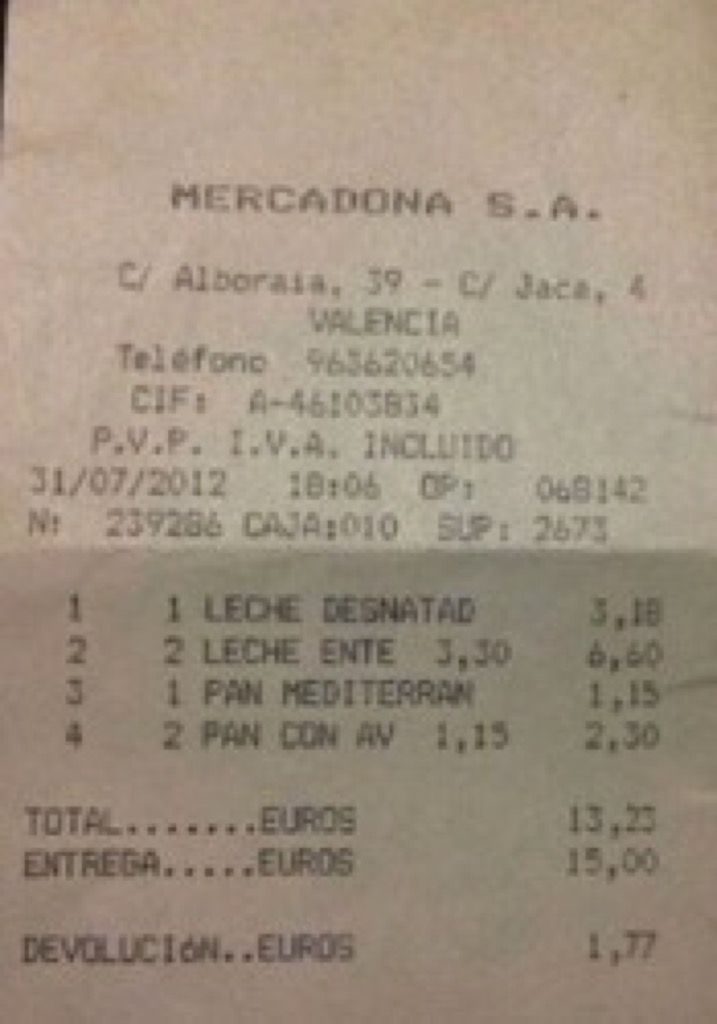 MERCADONA S.A.
C/ Alboraia, 39 - C/ Jaca, 4
VALENCIA
Teléfono 963620654
CIF: A-46103834
P.V.P. I.V.A. INCLUIDO
31/07/2012 18:06 OP: 068142
N: 239286 CAJA:010 SUP: 2673
1 1 LECHE DESNATAD 3,18
2 2 LECHE ENTE 3,30 6,60
3 1 PAN MEDITERRAN 1,15
4 2 PAN CON AV 1,15 2,30
TOTAL.......EUROS 13,23
ENTREGA.....EUROS 15,00
DEVOLUCIóN..EUROS 1,77